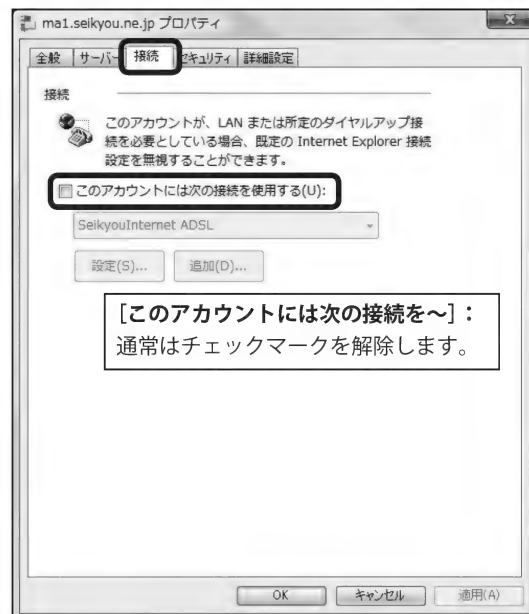 ma1.seikyou.ne.jp プロパティ
全般 サーバー 接続 セキュリティ 詳細設定
接続
このアカウントが、LAN または所定のダイヤルアップ接
続を必要としている場合、既定の Internet Explorer 接続
設定を無視することができます。
このアカウントには次の接続を使用する(U):
SeikyouInternet ADSL
設定(S)... 追加(D)...
[このアカウントには次の接続を～]：
通常はチェックマークを解除します。
OK キャンセル 適用(A)